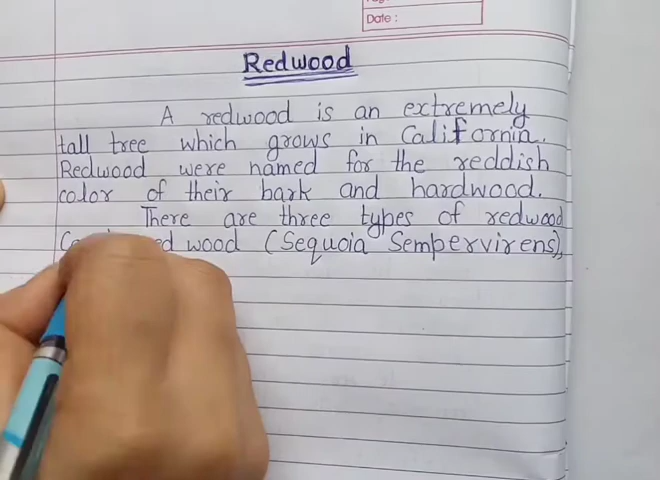 Date :
Redwood
A redwood is an extremely
tall tree which grows in California.
Redwood were named for the reddish
color of their bark and hardwood.
There are three types of redwood
wood (Sequoia Sempervirens),